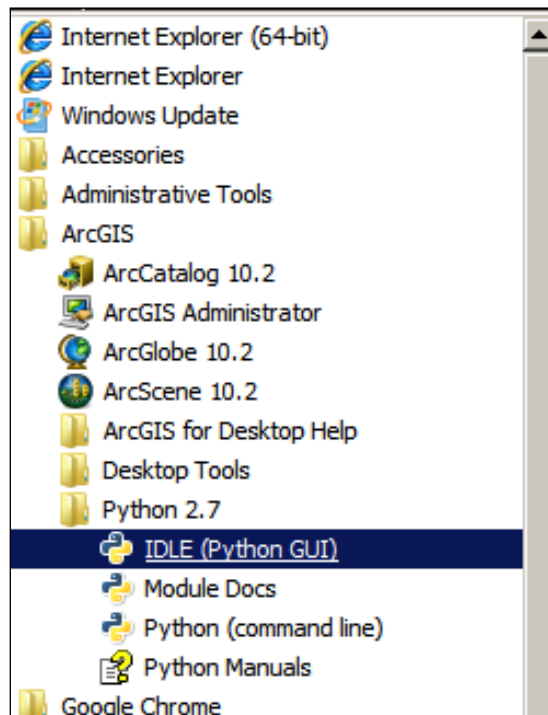 Internet Explorer (64-bit)
Internet Explorer
Windows Update
Accessories
Administrative Tools
ArcGIS
ArcCatalog 10.2
ArcGIS Administrator
ArcGlobe 10.2
ArcScene 10.2
ArcGIS for Desktop Help
Desktop Tools
Python 2.7
IDLE (Python GUI)
Module Docs
Python (command line)
Python Manuals
Google Chrome